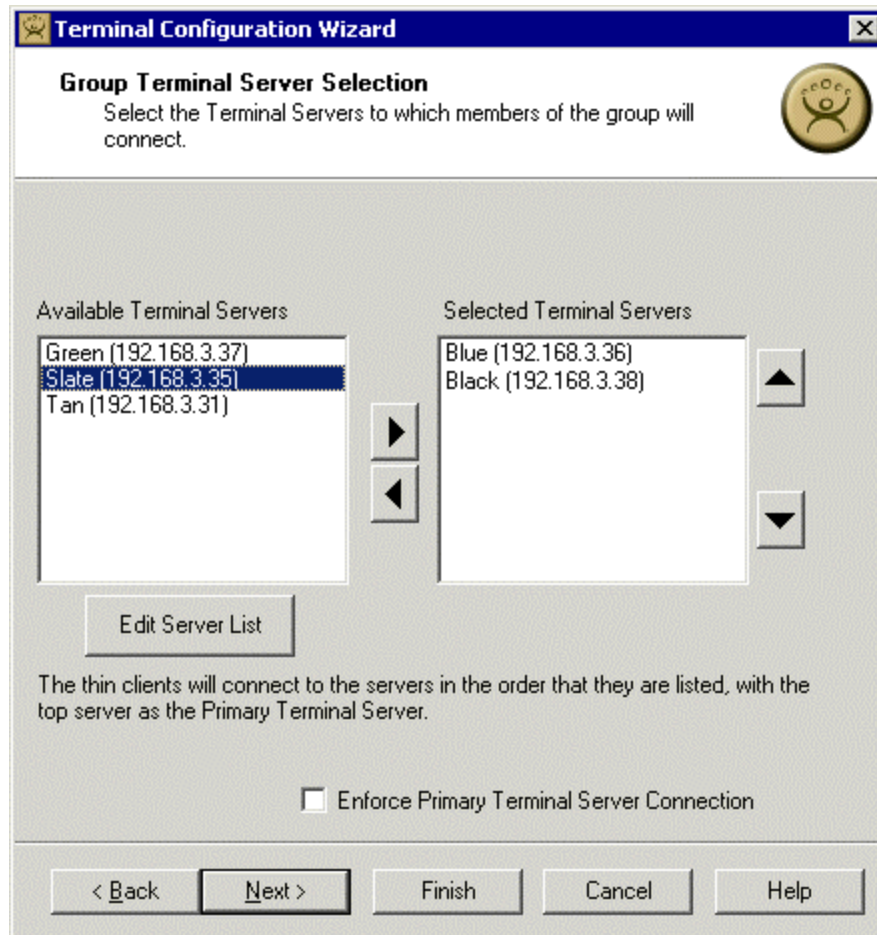 Terminal Configuration Wizard
Group Terminal Server Selection
Select the Terminal Servers to which members of the group will
connect.
Available Terminal Servers
Selected Terminal Servers
Green (192.168.3.37)
Slate (192.168.3.35)
Tan (192.168.3.31)
Blue (192.168.3.36)
Black (192.168.3.38)
Edit Server List
The thin clients will connect to the servers in the order that they are listed, with the
top server as the Primary Terminal Server.
Enforce Primary Terminal Server Connection
< Back
Next >
Finish
Cancel
Help